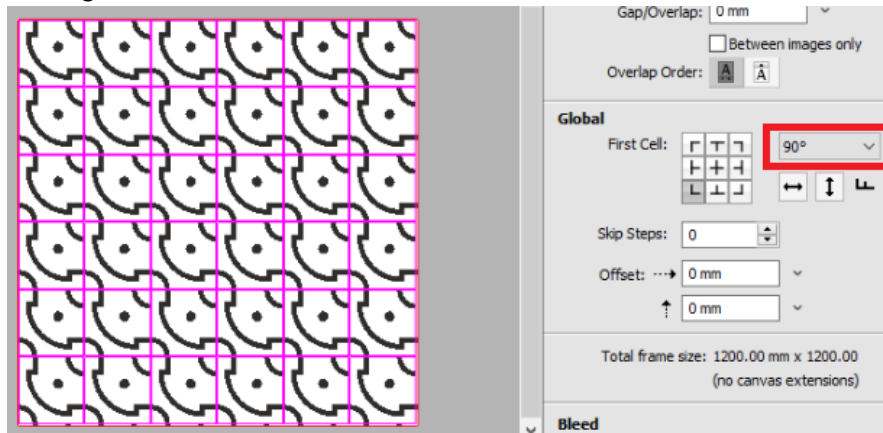 Gap/Overlap: 0 mm
Between images only
Overlap Order: A A
Global
First Cell: 90°
Skip Steps: 0
Offset: 0 mm
0 mm
Total frame size: 1200.00 mm x 1200.00
(no canvas extensions)
Bleed